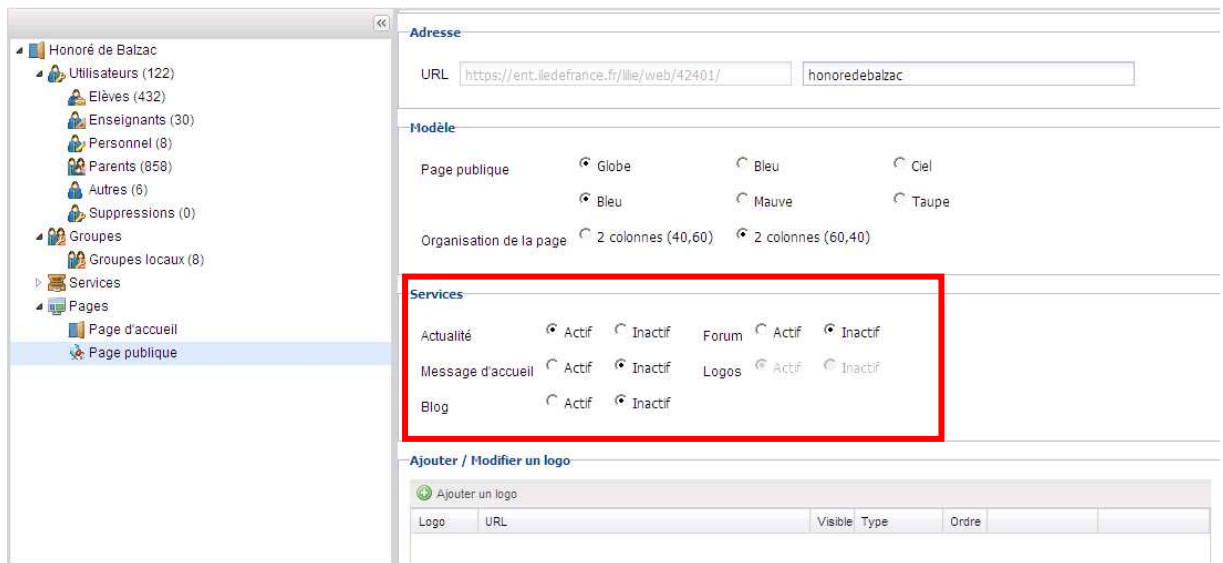 Honoré de Balzac
Utilisateurs (122)
Elèves (432)
Enseignants (30)
Personnel (8)
Parents (858)
Autres (6)
Suppressions (0)
Groupes
Groupes locaux (8)
Services
Pages
Page d'accueil
Page publique
Adresse
URL https://ent.iledefrance.fr/lilie/web/42401/ honoredebalzac
Modèle
Page publique Globe Bleu Ciel
Bleu Mauve Taupe
Organisation de la page 2 colonnes (40,60) 2 colonnes (60,40)
Services
Actualité Actif Inactif Forum Actif Inactif
Message d'accueil Actif Inactif Logos Actif Inactif
Blog Actif Inactif
Ajouter / Modifier un logo
Ajouter un logo
Logo URL Visible Type Ordre